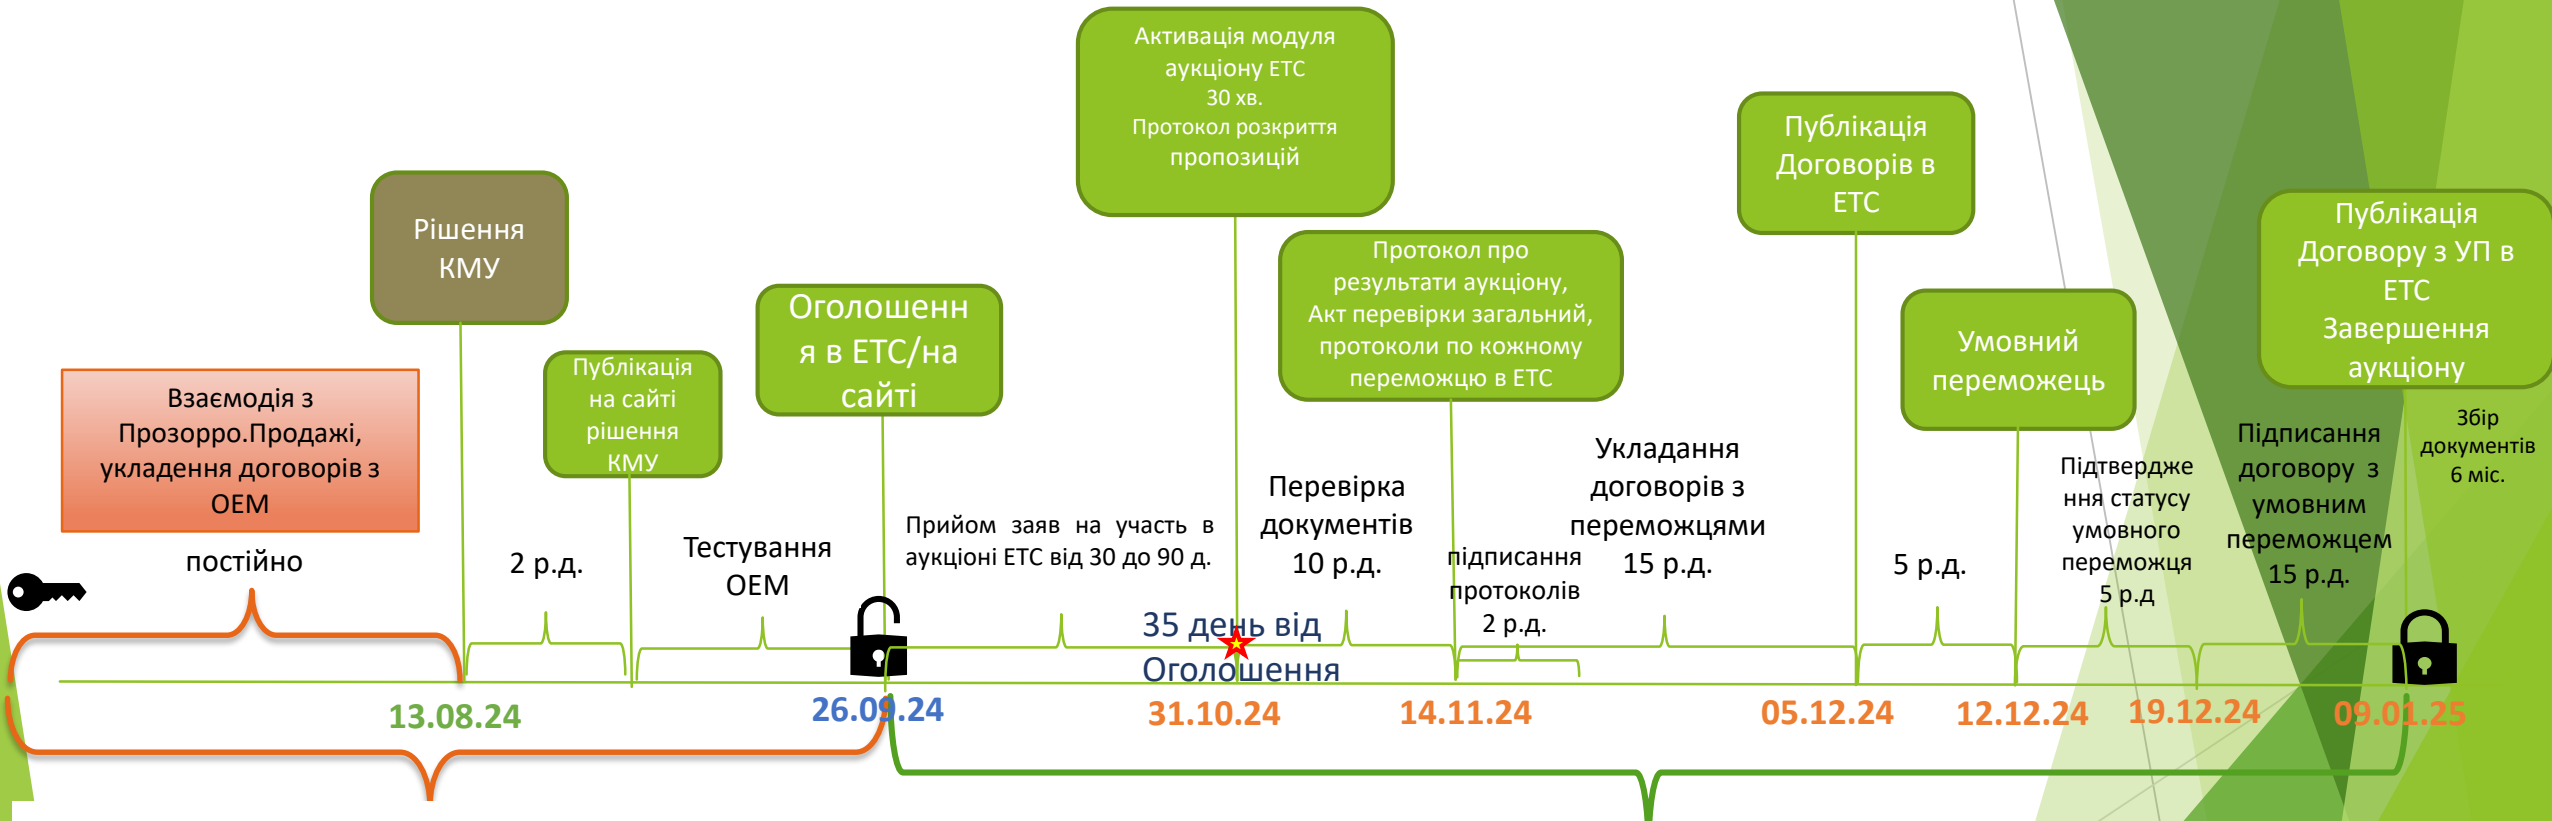 Активація модуля
аукціону ЕТС
30 хв.
Протокол розкриття
пропозицій
Публікація
Договорів в
ЕТС
Рішення
КМУ
Публікація
Договору з УП в
ЕТС
Завершення
аукціону
Протокол про
результати аукціону,
Акт перевірки загальний,
протоколи по кожному
переможцю в ЕТС
Оголошенн
я в ЕТС/на
сайті
Умовний
переможець
Публікація
на сайті
рішення
КМУ
Взаємодія з
Прозорро.Продажі,
укладення договорів з
ОЕМ
постійно
2 р.д.
Тестування
ОЕМ
Прийом заяв на участь в
аукціоні ЕТС від 30 до 90 д.
Перевірка
документів
10 р.д.
підписання
протоколів
2 р.д.
Укладання
договорів з
переможцями
15 р.д.
5 р.д.
Підтвердже
ння статусу
умовного
переможця
5 р.д
Підписання
договору з
умовним
переможцем
15 р.д.
Збір
документів
6 міс.
35 день від
Оголошення
13.08.24
26.09.24
31.10.24
14.11.24
05.12.24
12.12.24
19.12.24
09.01.25